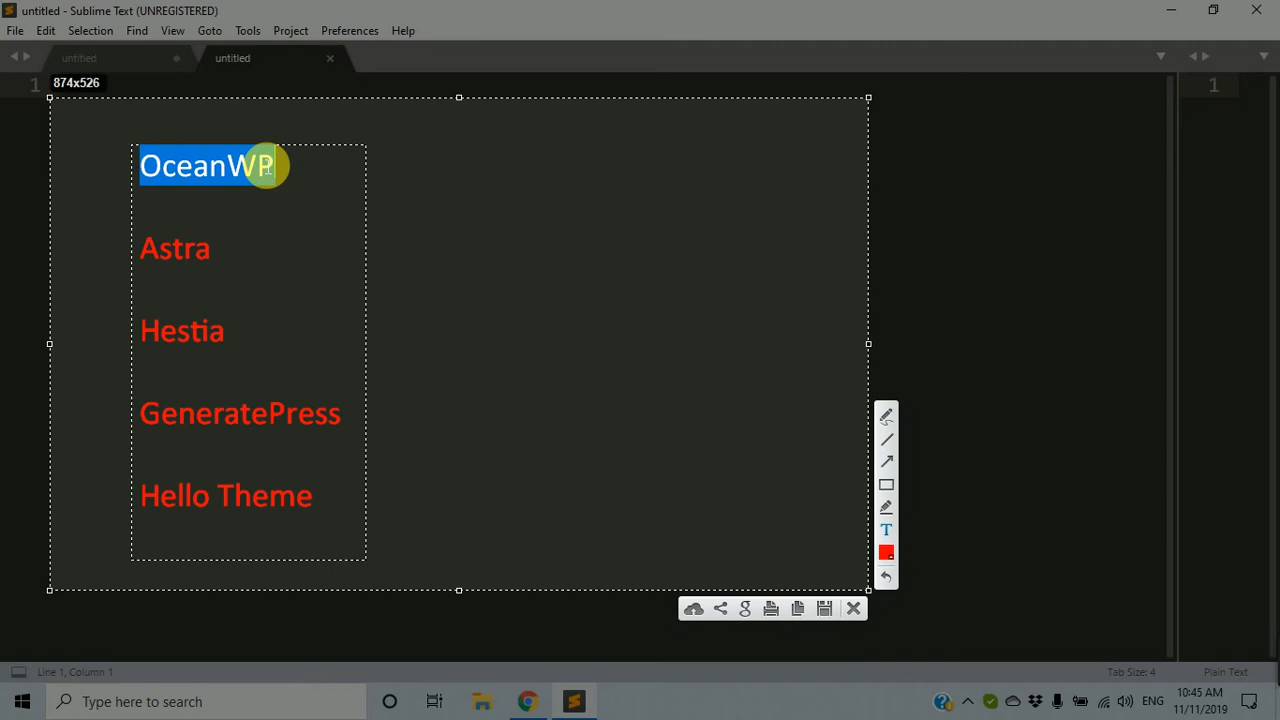 untitled - Sublime Text (UNREGISTERED)
File Edit Selection Find View Goto Tools Project Preferences Help
untitled untitled
1 874x526 1
OceanWP
Astra
Hestia
GeneratePress
Hello Theme
T
g
Line 1, Column 1 Tab Size: 4 Plain Text
Type here to search ENG 10:45 AM
11/11/2019